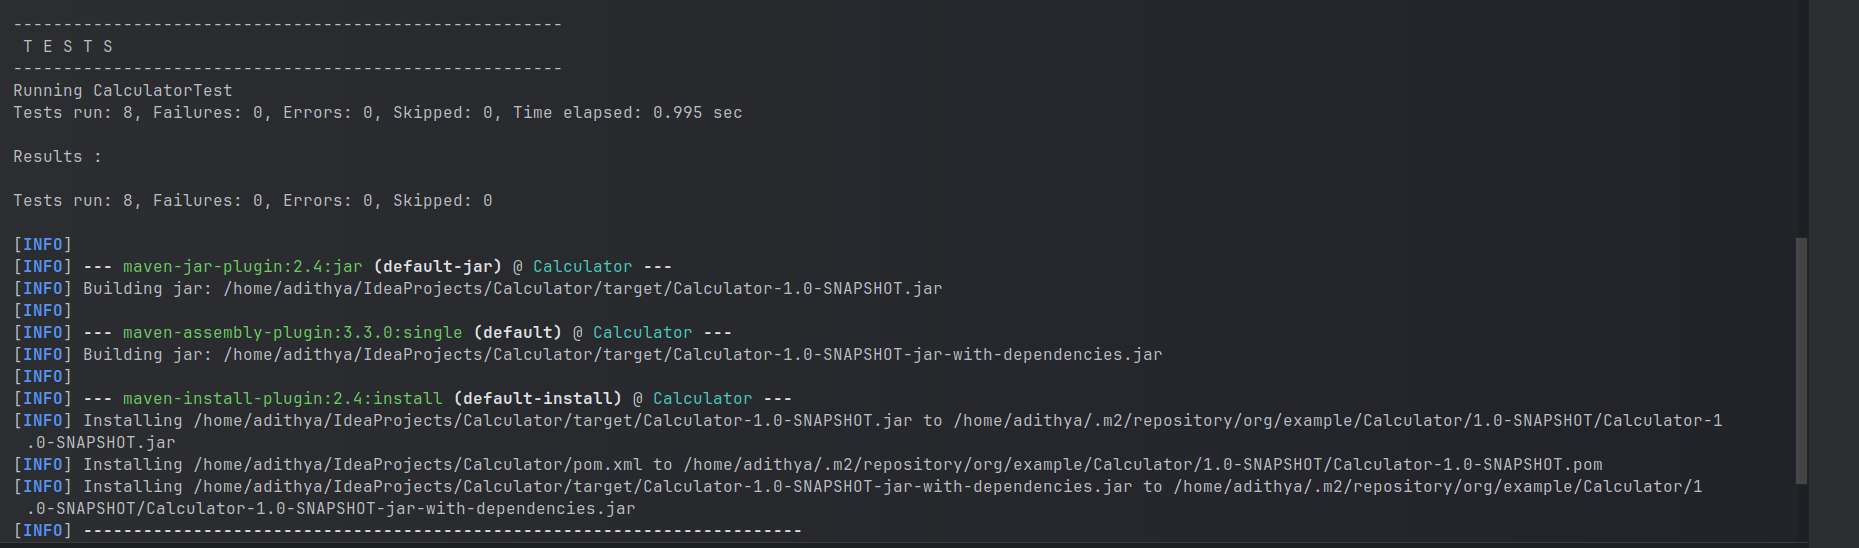 -------------------------------------------------------
 T E S T S
-------------------------------------------------------
Running CalculatorTest
Tests run: 8, Failures: 0, Errors: 0, Skipped: 0, Time elapsed: 0.995 sec
Results :
Tests run: 8, Failures: 0, Errors: 0, Skipped: 0
[INFO]
[INFO] --- maven-jar-plugin:2.4:jar (default-jar) @ Calculator ---
[INFO] Building jar: /home/adithya/IdeaProjects/Calculator/target/Calculator-1.0-SNAPSHOT.jar
[INFO]
[INFO] --- maven-assembly-plugin:3.3.0:single (default) @ Calculator ---
[INFO] Building jar: /home/adithya/IdeaProjects/Calculator/target/Calculator-1.0-SNAPSHOT-jar-with-dependencies.jar
[INFO]
[INFO] --- maven-install-plugin:2.4:install (default-install) @ Calculator ---
[INFO] Installing /home/adithya/IdeaProjects/Calculator/target/Calculator-1.0-SNAPSHOT.jar to /home/adithya/.m2/repository/org/example/Calculator/1.0-SNAPSHOT/Calculator-1
.0-SNAPSHOT.jar
[INFO] Installing /home/adithya/IdeaProjects/Calculator/pom.xml to /home/adithya/.m2/repository/org/example/Calculator/1.0-SNAPSHOT/Calculator-1.0-SNAPSHOT.pom
[INFO] Installing /home/adithya/IdeaProjects/Calculator/target/Calculator-1.0-SNAPSHOT-jar-with-dependencies.jar to /home/adithya/.m2/repository/org/example/Calculator/1
.0-SNAPSHOT/Calculator-1.0-SNAPSHOT-jar-with-dependencies.jar
[INFO] ------------------------------------------------------------------------